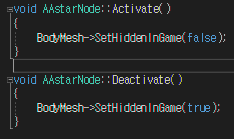 void AAstarNode::Activate()
{
    BodyMesh->SetHiddenInGame(false);
}
void AAstarNode::Deactivate()
{
    BodyMesh->SetHiddenInGame(true);
}